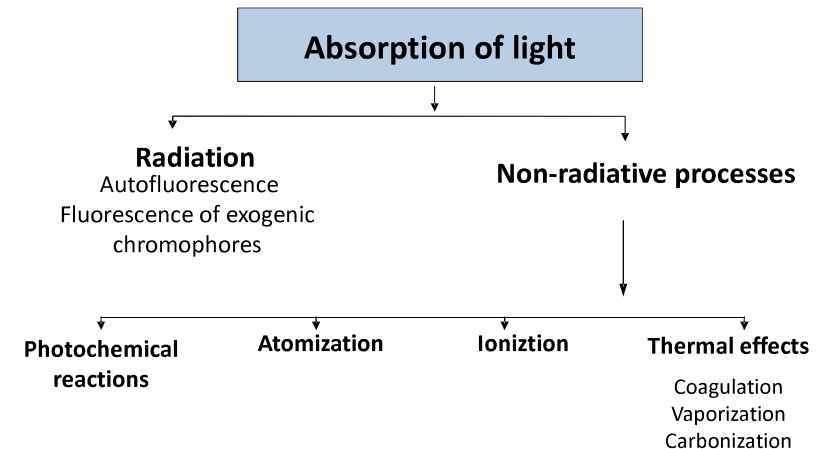 Absorption of light
Radiation
Autofluorescence
Fluorescence of exogenic
chromophores
Non-radiative processes
Photochemical
reactions
Atomization
Ioniztion
Thermal effects
Coagulation
Vaporization
Carbonization